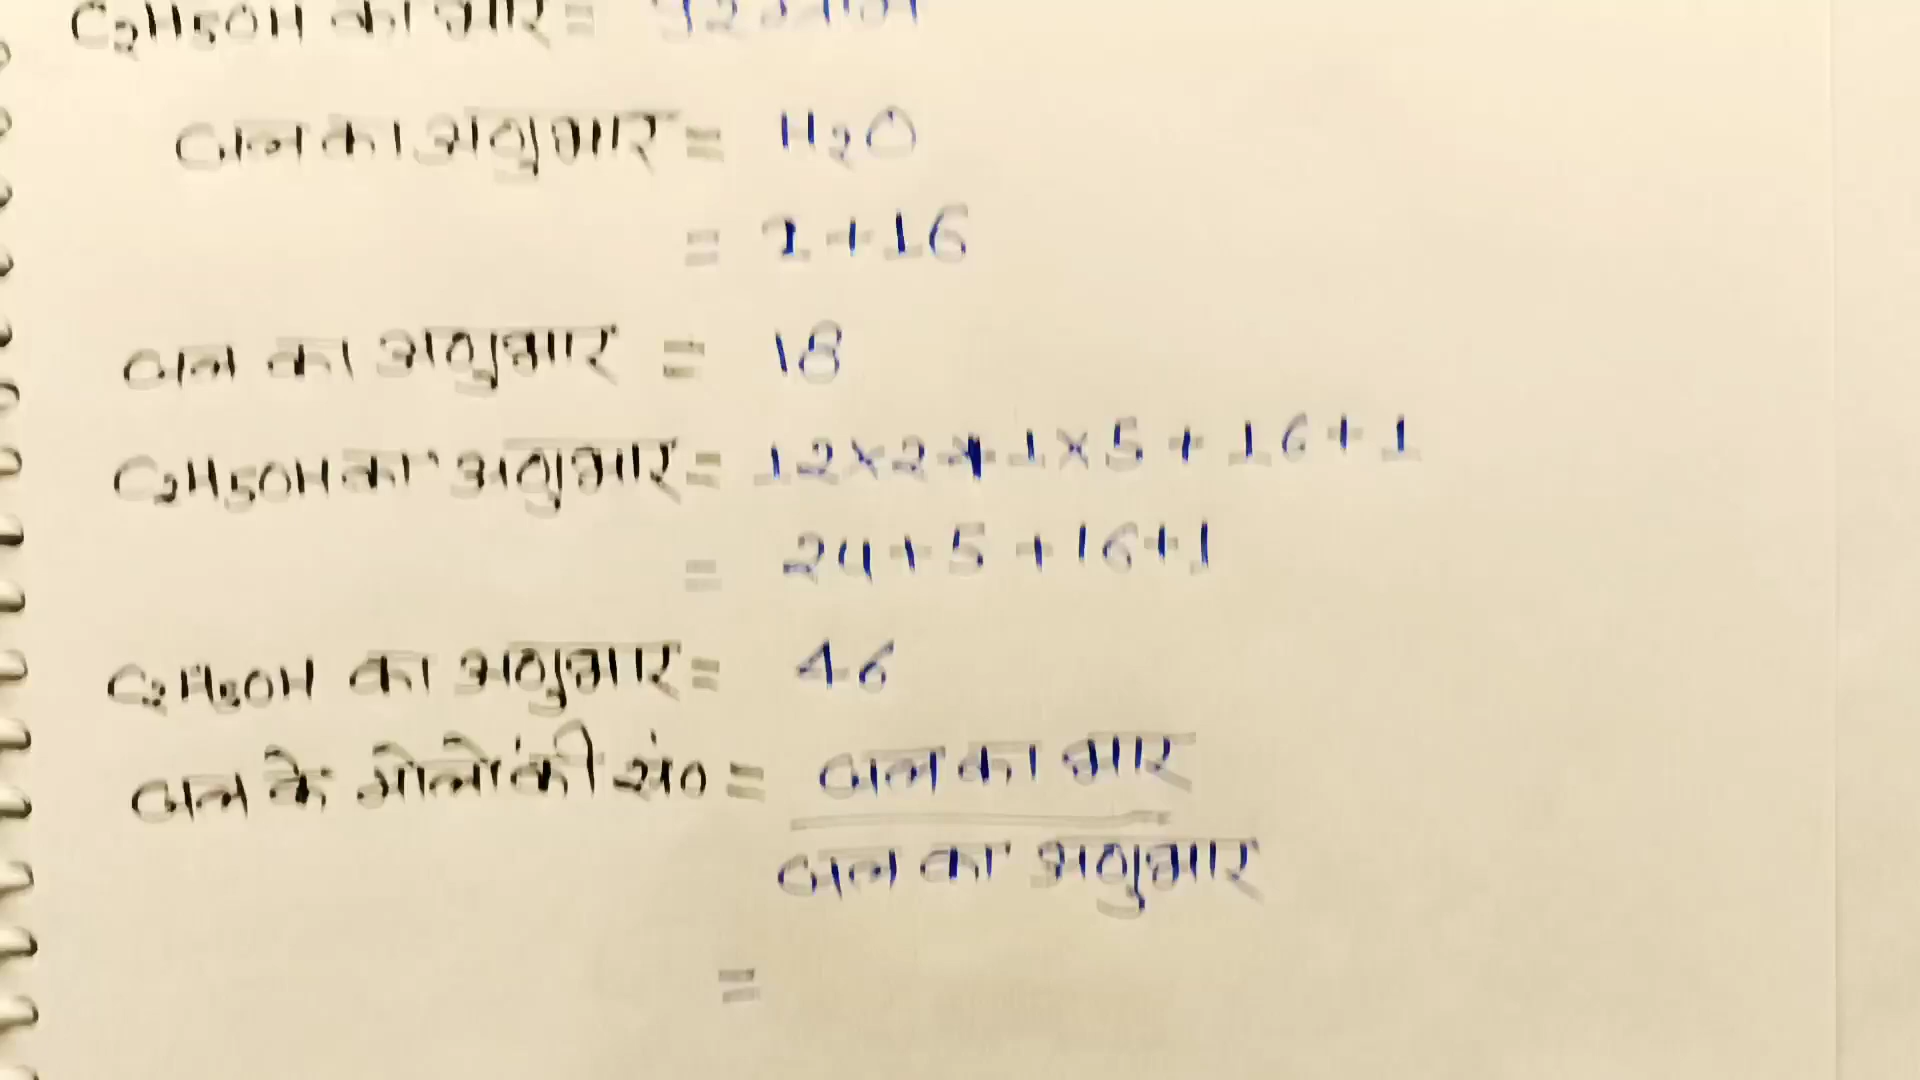 C2H5OH का भार =
जल का अणुभार = H2O
= 2+16
जल का अणुभार = 18
C2H5OH का अणुभार = 12×2+1×5+16+1
= 24+5+16+1
C2H5OH का अणुभार = 46
जल के मोलों की सं० = जल का भार
जल का अणुभार
=